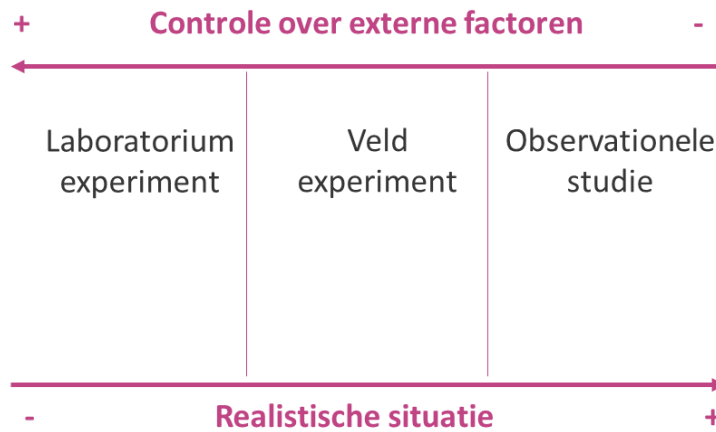 + Controle over externe factoren -
Laboratorium
experiment
Veld
experiment
Observationele
studie
- Realistische situatie +